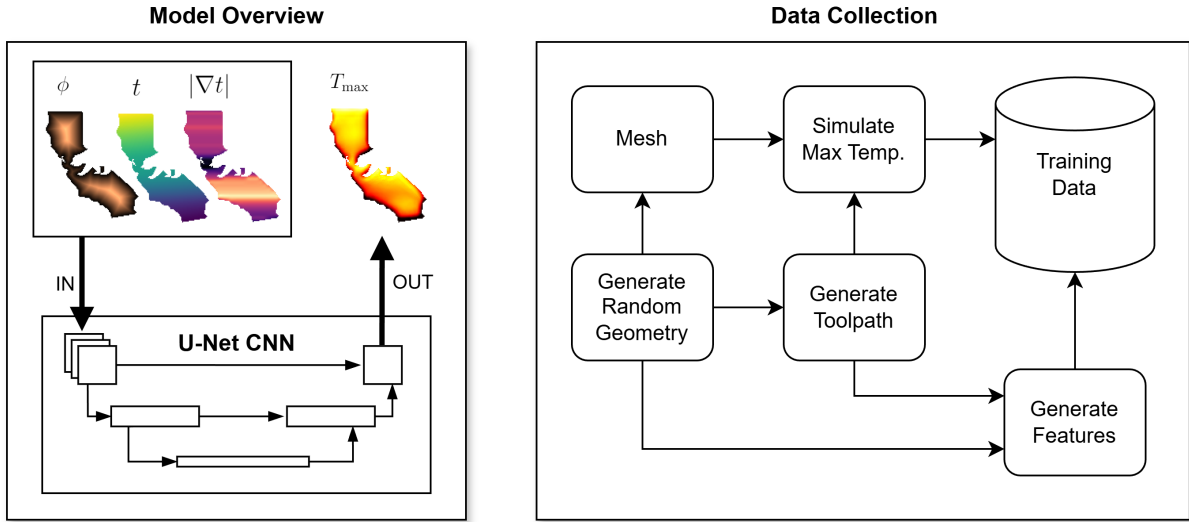 Model Overview
ϕ
t
|∇t|
T_max
IN
OUT
U-Net CNN
Data Collection
Mesh
Simulate
Max Temp.
Training
Data
Generate
Random
Geometry
Generate
Toolpath
Generate
Features